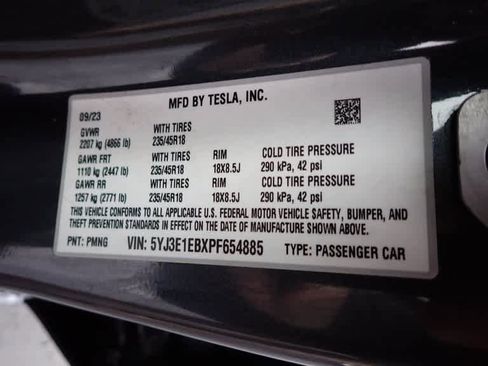 MFD BY TESLA, INC.
09/23
GVWR WITH TIRES
2207 kg (4866 lb) 235/45R18
GAWR FRT WITH TIRES RIM COLD TIRE PRESSURE
1110 kg (2447 lb) 235/45R18 18X8.5J 290 kPa, 42 psi
GAWR RR WITH TIRES RIM COLD TIRE PRESSURE
1257 kg (2771 lb) 235/45R18 18X8.5J 290 kPa, 42 psi
THIS VEHICLE CONFORMS TO ALL APPLICABLE U.S. FEDERAL MOTOR VEHICLE SAFETY, BUMPER, AND
THEFT PREVENTION STANDARDS IN EFFECT ON THE DATE OF MANUFACTURE SHOWN ABOVE.
PNT: PMNG VIN: 5YJ3E1EBXPF654885 TYPE: PASSENGER CAR